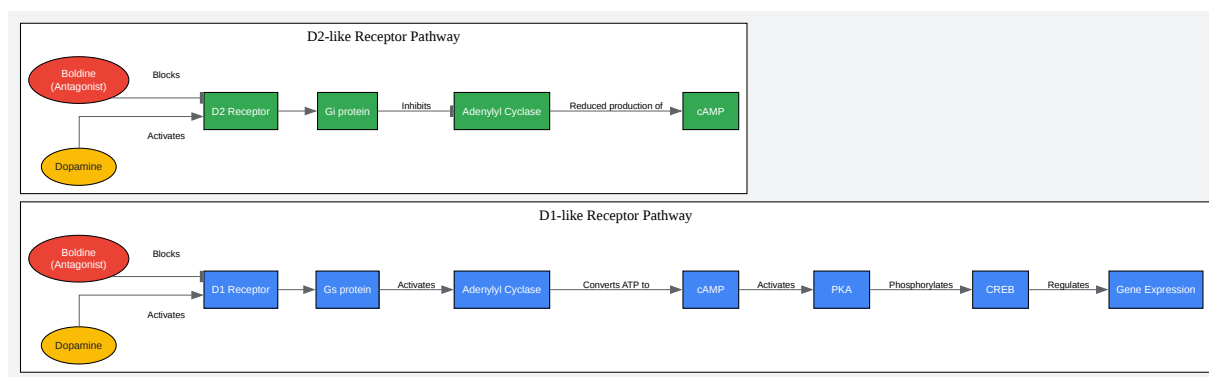 D2-like Receptor Pathway
Boldine
(Antagonist)
Blocks
D2 Receptor
Gi protein
Inhibits
Adenylyl Cyclase
Reduced production of
cAMP
Activates
Dopamine
D1-like Receptor Pathway
Boldine
(Antagonist)
Blocks
D1 Receptor
Gs protein
Activates
Adenylyl Cyclase
Converts ATP to
cAMP
Activates
PKA
Phosphorylates
CREB
Regulates
Gene Expression
Activates
Dopamine